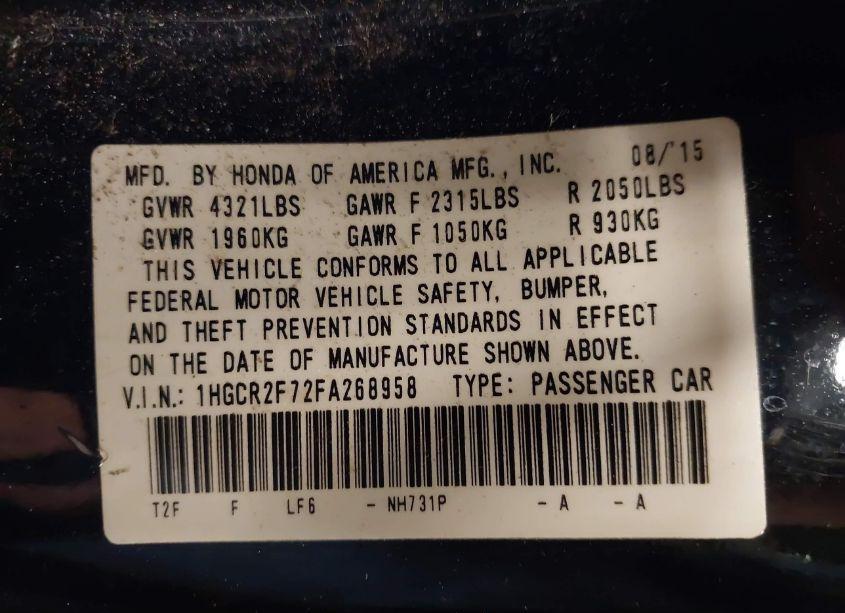 MFD. BY HONDA OF AMERICA MFG., INC. 08/'15
GVWR 4321LBS GAWR F 2315LBS R 2050LBS
GVWR 1960KG GAWR F 1050KG R 930KG
THIS VEHICLE CONFORMS TO ALL APPLICABLE
FEDERAL MOTOR VEHICLE SAFETY, BUMPER,
AND THEFT PREVENTION STANDARDS IN EFFECT
ON THE DATE OF MANUFACTURE SHOWN ABOVE.
V.I.N.: 1HGCR2F72FA268958 TYPE: PASSENGER CAR
T2F F LF6 - NH731P - A - A